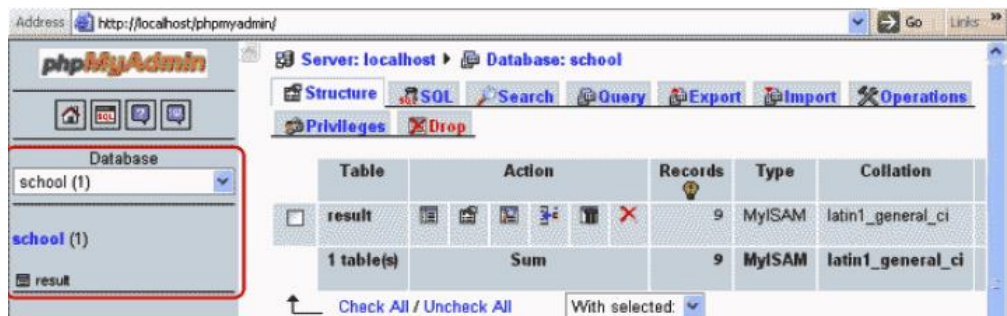 Address http://localhost/phpmyadmin/ Go Links »
phpMyAdmin
SQL
Database
school (1)
school (1)
result
Server: localhost Database: school
Structure SQL Search Query Export Import Operations
Privileges Drop
Table Action Records Type Collation
result 9 MyISAM latin1_general_ci
1 table(s) Sum 9 MyISAM latin1_general_ci
Check All / Uncheck All With selected: